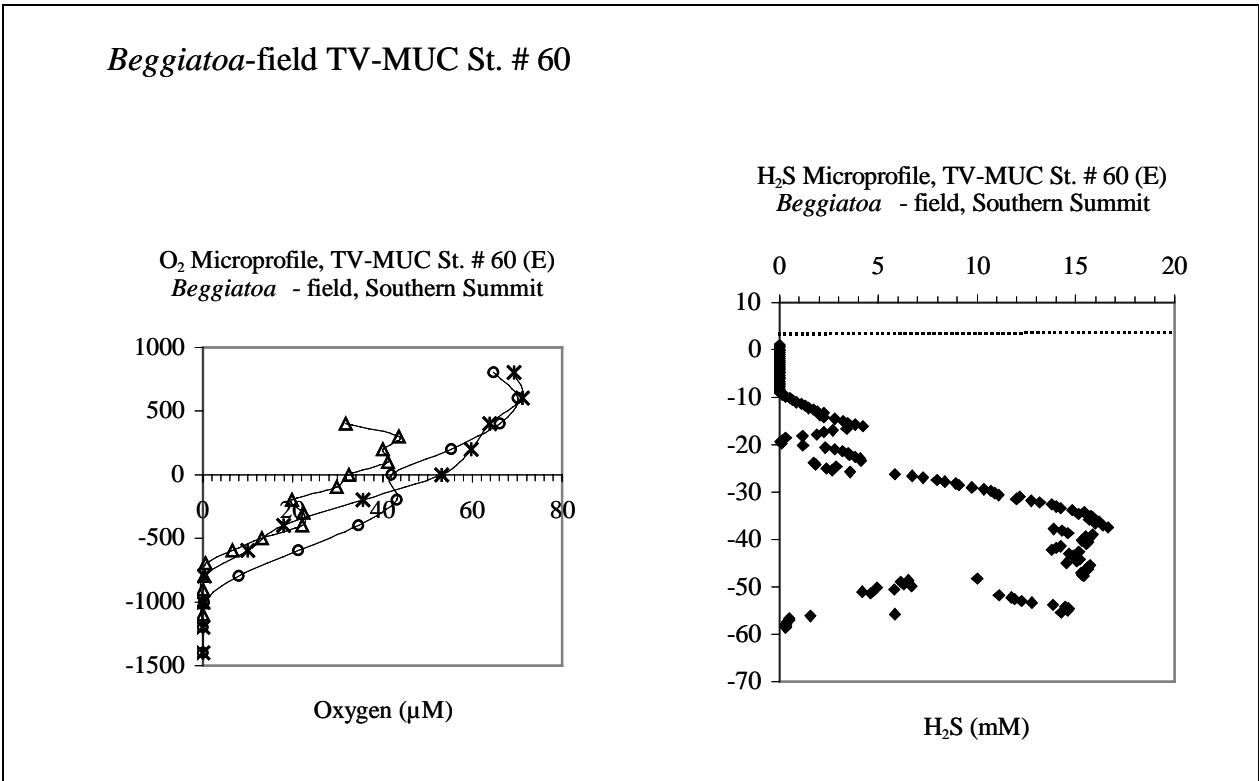 Beggiatoa-field TV-MUC St. # 60
O₂ Microprofile, TV-MUC St. # 60 (E)
Beggiatoa - field, Southern Summit
1000
500
0
-500
-1000
-1500
0 20 40 60 80
Oxygen (µM)
H₂S Microprofile, TV-MUC St. # 60 (E)
Beggiatoa - field, Southern Summit
0 5 10 15 20
10
0
-10
-20
-30
-40
-50
-60
-70
H₂S (mM)